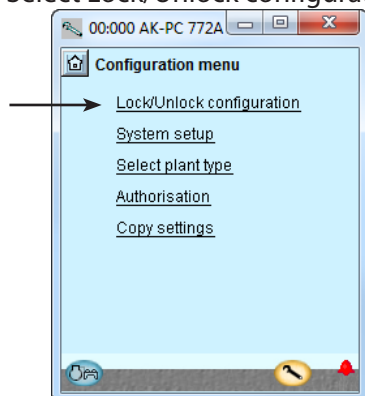 Select Lock/Unlock configura
00:000 AK-PC 772A
Configuration menu
Lock/Unlock configuration
System setup
Select plant type
Authorisation
Copy settings